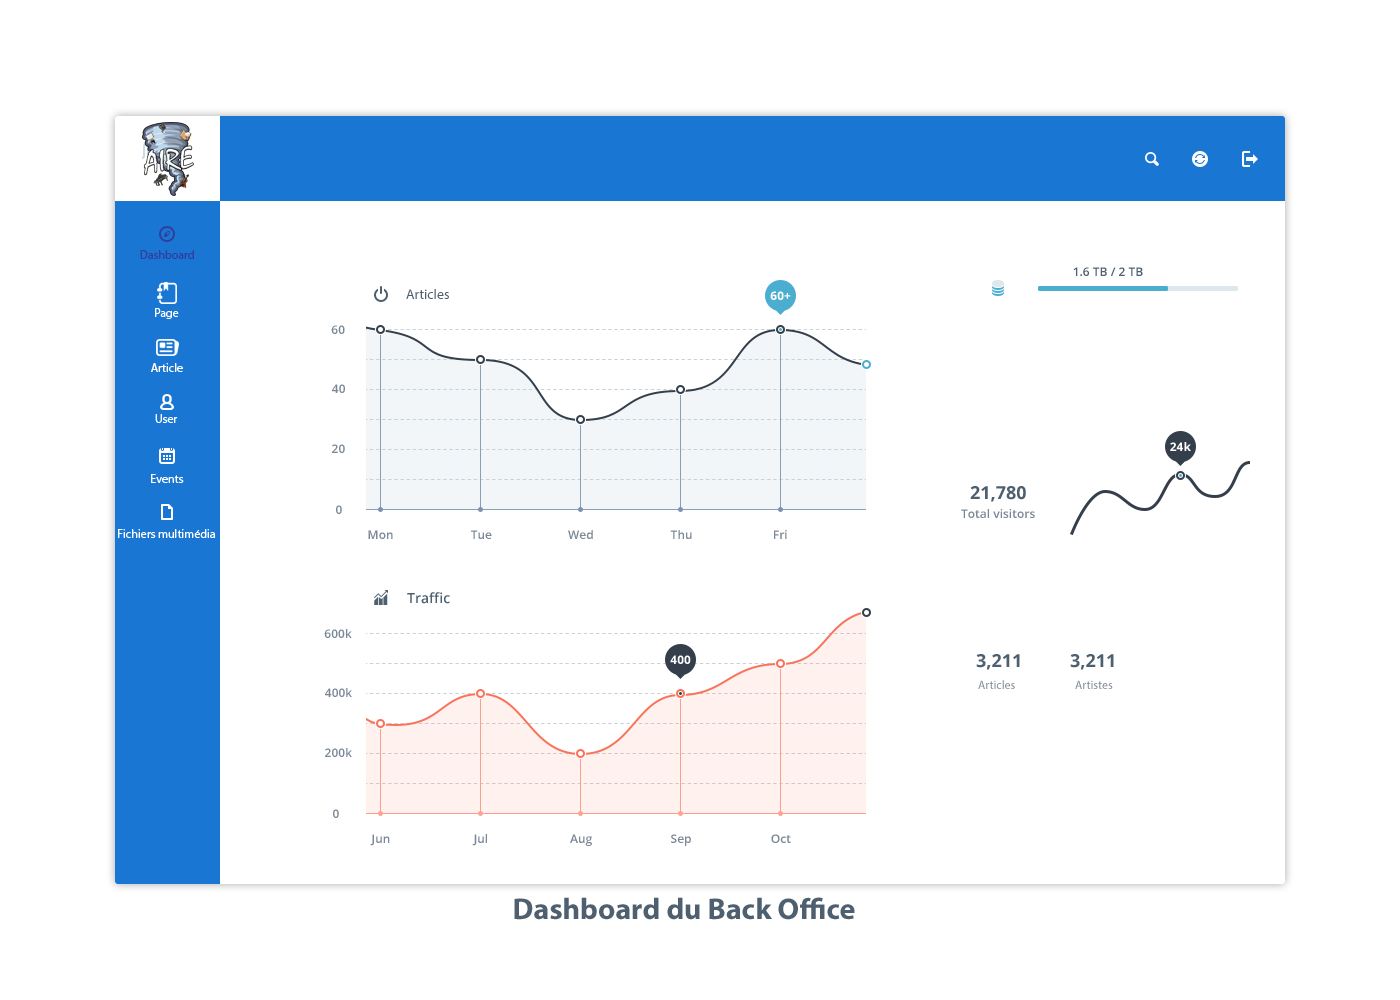 AIRE
Dashboard
Page
Article
User
Events
Fichiers multimédia
Articles
60+
60
40
20
0
Mon Tue Wed Thu Fri
1.6 TB / 2 TB
24k
21,780
Total visitors
Traffic
600k
400
400k
200k
0
Jun Jul Aug Sep Oct
3,211 3,211
Articles Artistes
Dashboard du Back Office